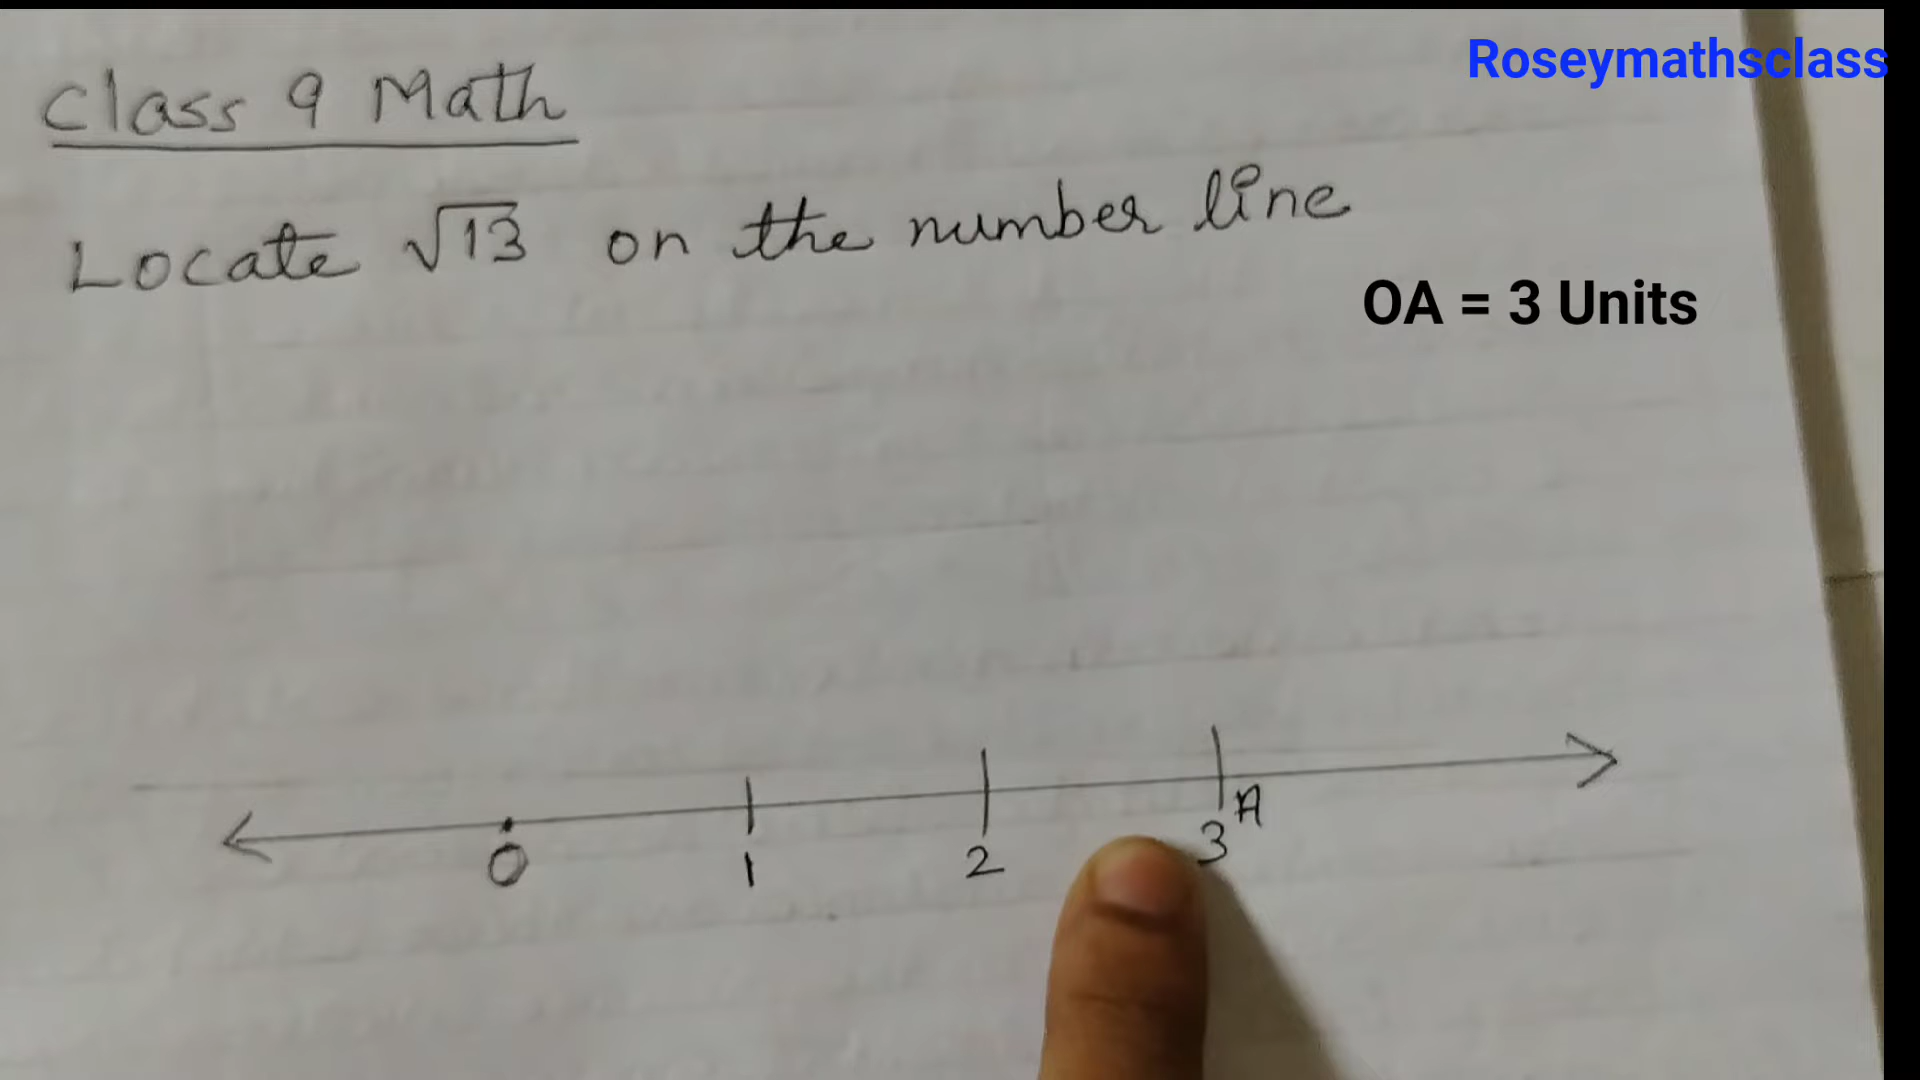 Roseymathsclass
Class 9 Math
Locate √13 on the number line
OA = 3 Units
0 1 2 3 A